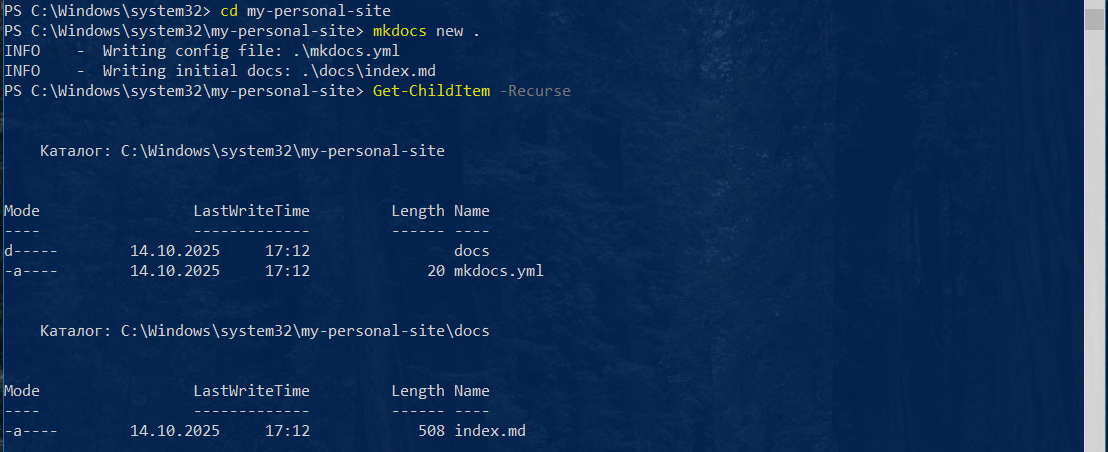 PS C:\Windows\system32> cd my-personal-site
PS C:\Windows\system32\my-personal-site> mkdocs new .
INFO    -  Writing config file: .\mkdocs.yml
INFO    -  Writing initial docs: .\docs\index.md
PS C:\Windows\system32\my-personal-site> Get-ChildItem -Recurse
    Каталог: C:\Windows\system32\my-personal-site
Mode                 LastWriteTime         Length Name
----                 -------------         ------ ----
d-----        14.10.2025     17:12                docs
-a----        14.10.2025     17:12             20 mkdocs.yml
    Каталог: C:\Windows\system32\my-personal-site\docs
Mode                 LastWriteTime         Length Name
----                 -------------         ------ ----
-a----        14.10.2025     17:12            508 index.md